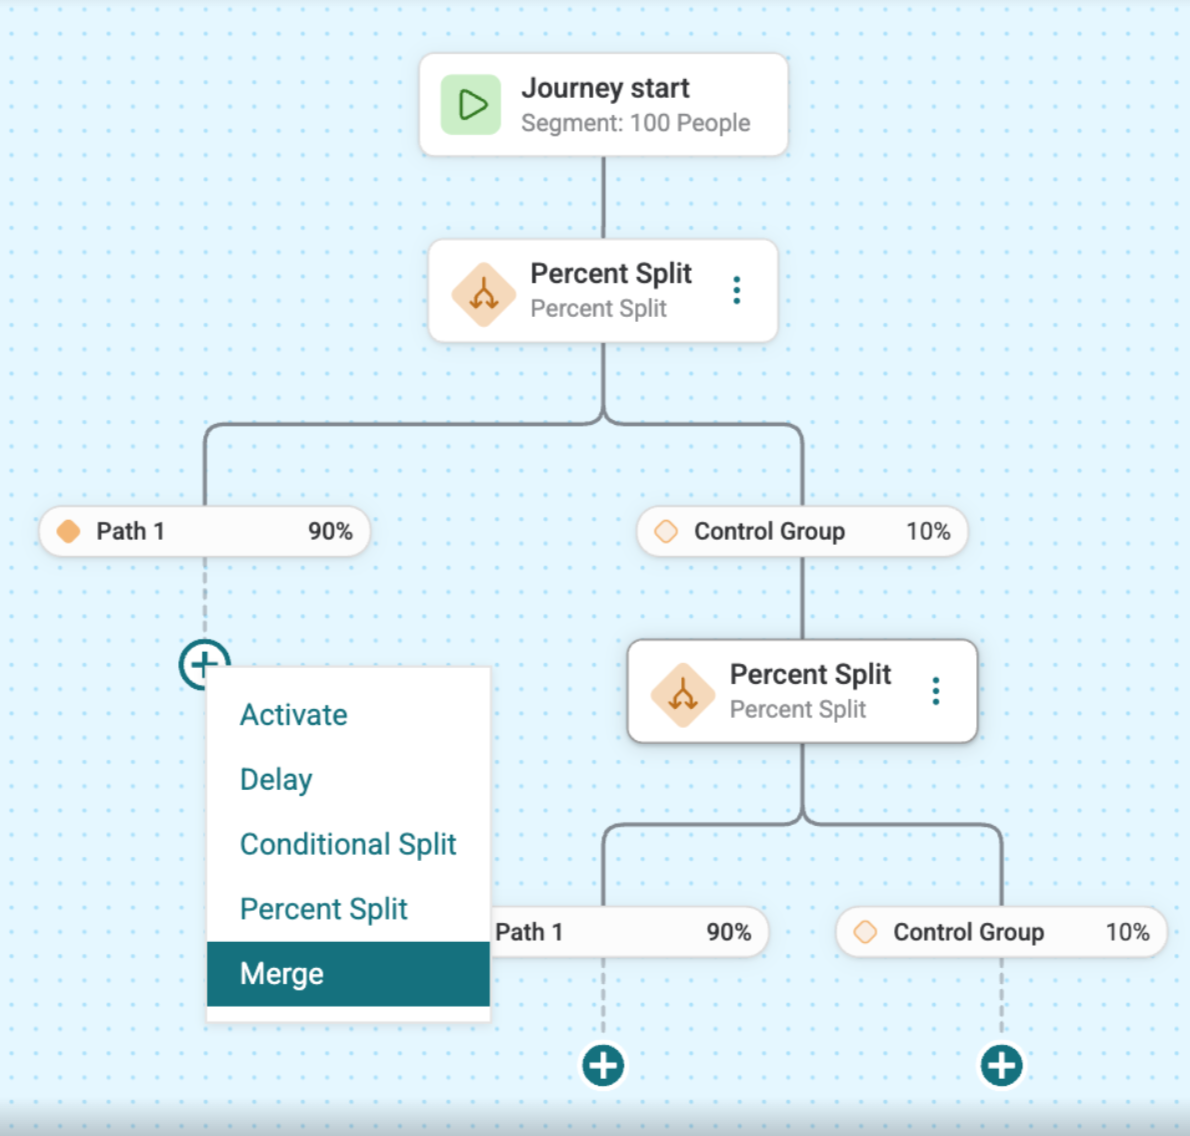 Journey start
Segment: 100 People
Percent Split
Percent Split
Path 1 90%
Control Group 10%
Percent Split
Percent Split
Activate
Delay
Conditional Split
Percent Split
Merge
Path 1 90%
Control Group 10%